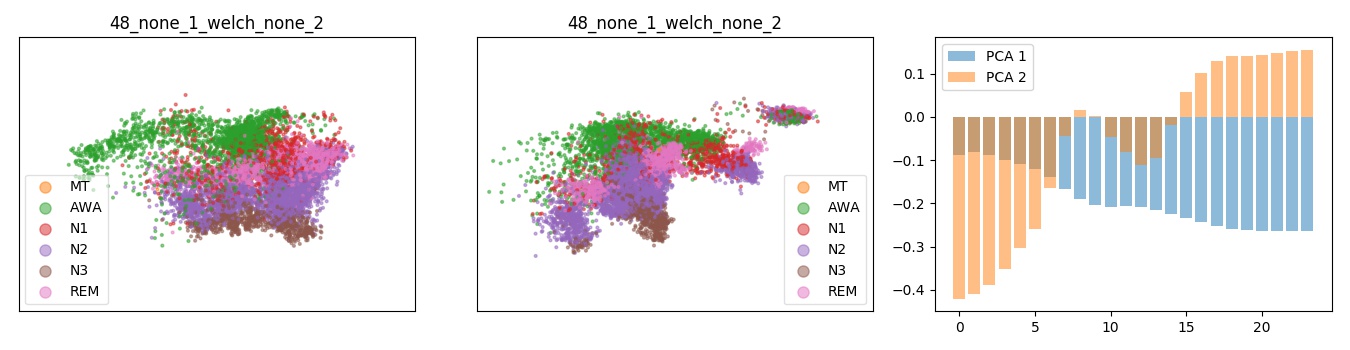 48_none_1_welch_none_2
MT
AWA
N1
N2
N3
REM
48_none_1_welch_none_2
MT
AWA
N1
N2
N3
REM
PCA 1
PCA 2
0.1
0.0
−0.1
−0.2
−0.3
−0.4
0
5
10
15
20